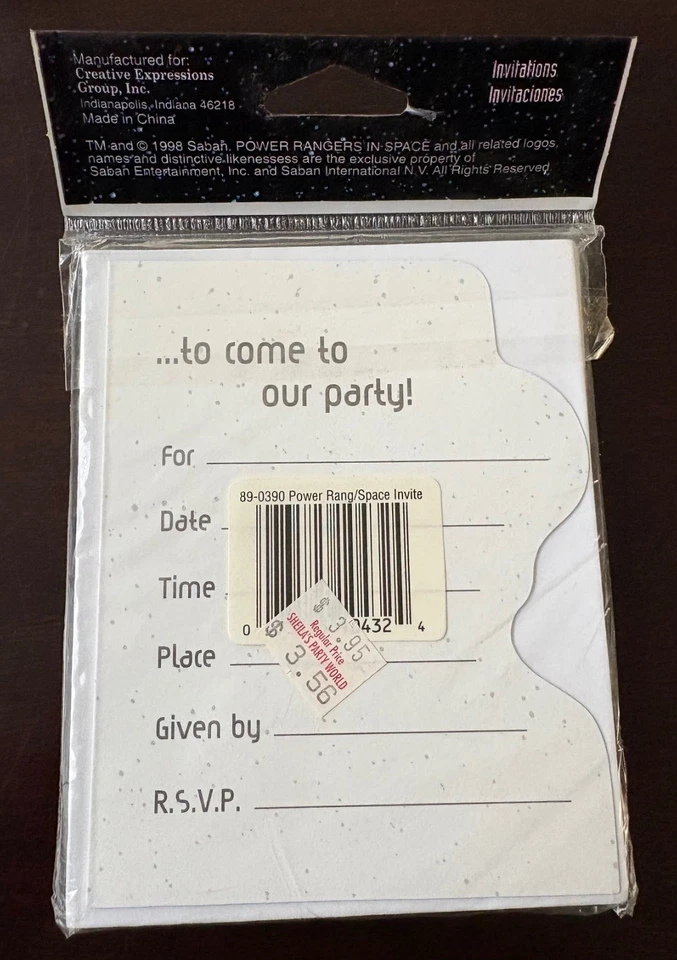 Manufactured for:
Creative Expressions
Group, Inc.
Indianapolis, Indiana 46218
Made in China
Invitations
Invitaciones
TM and © 1998 Saban. POWER RANGERS IN SPACE and all related logos,
names and distinctive likenessess are the exclusive property of
Saban Entertainment, Inc. and Saban International N.V. All Rights Reserved
...to come to
our party!
For
89-0390 Power Rang/Space Invite
Date
Time
0 0432 4
$ 3.95
Regular Price
SHEILA'S PARTY WORLD
$ 3.56
Place
Given by
R.S.V.P.